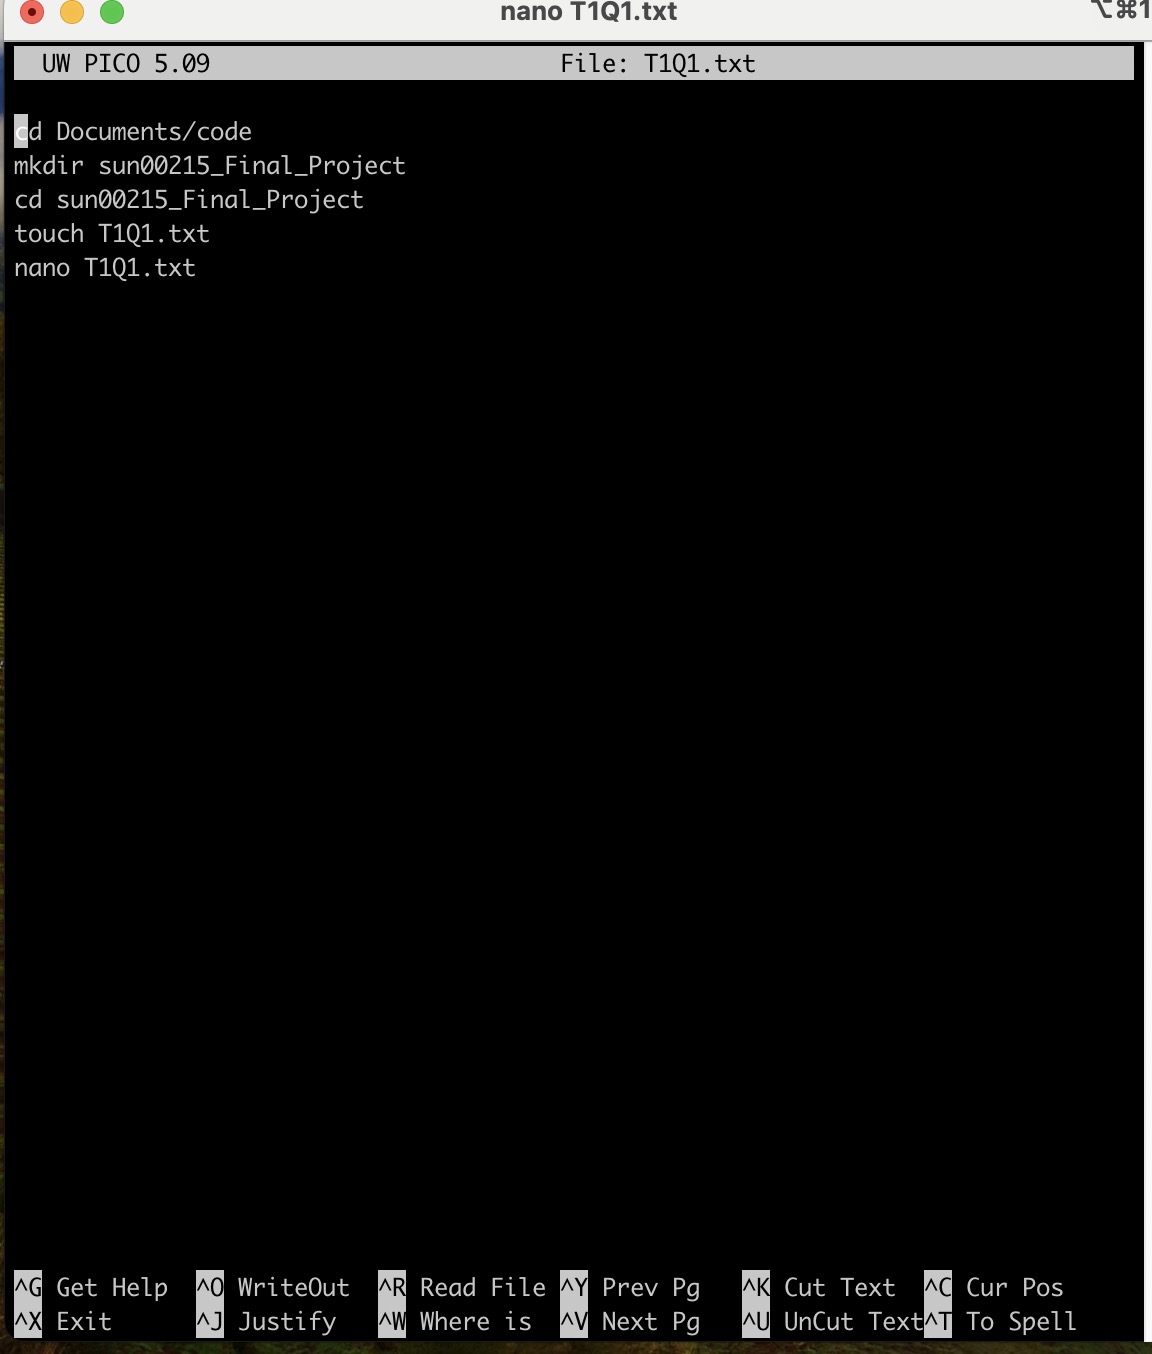 nano T1Q1.txt
⌥⌘1
UW PICO 5.09 File: T1Q1.txt
cd Documents/code
mkdir sun00215_Final_Project
cd sun00215_Final_Project
touch T1Q1.txt
nano T1Q1.txt
^G Get Help ^O WriteOut ^R Read File ^Y Prev Pg ^K Cut Text ^C Cur Pos
^X Exit ^J Justify ^W Where is ^V Next Pg ^U UnCut Text ^T To Spell